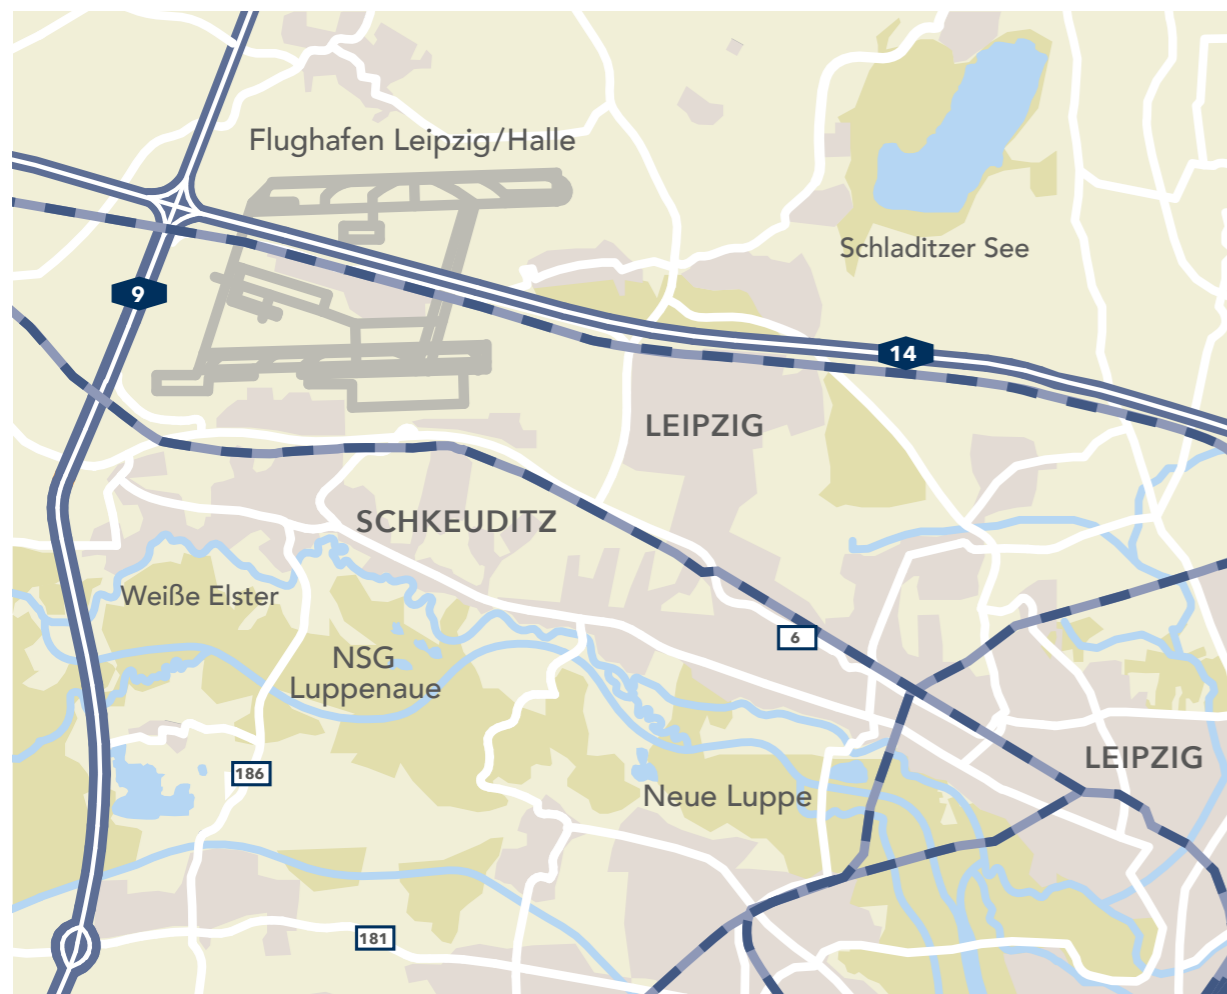 Flughafen Leipzig/Halle
Schladitzer See
9
14
LEIPZIG
SCHKEUDITZ
Weiße Elster
6
NSG
Luppenaue
LEIPZIG
186
Neue Luppe
181